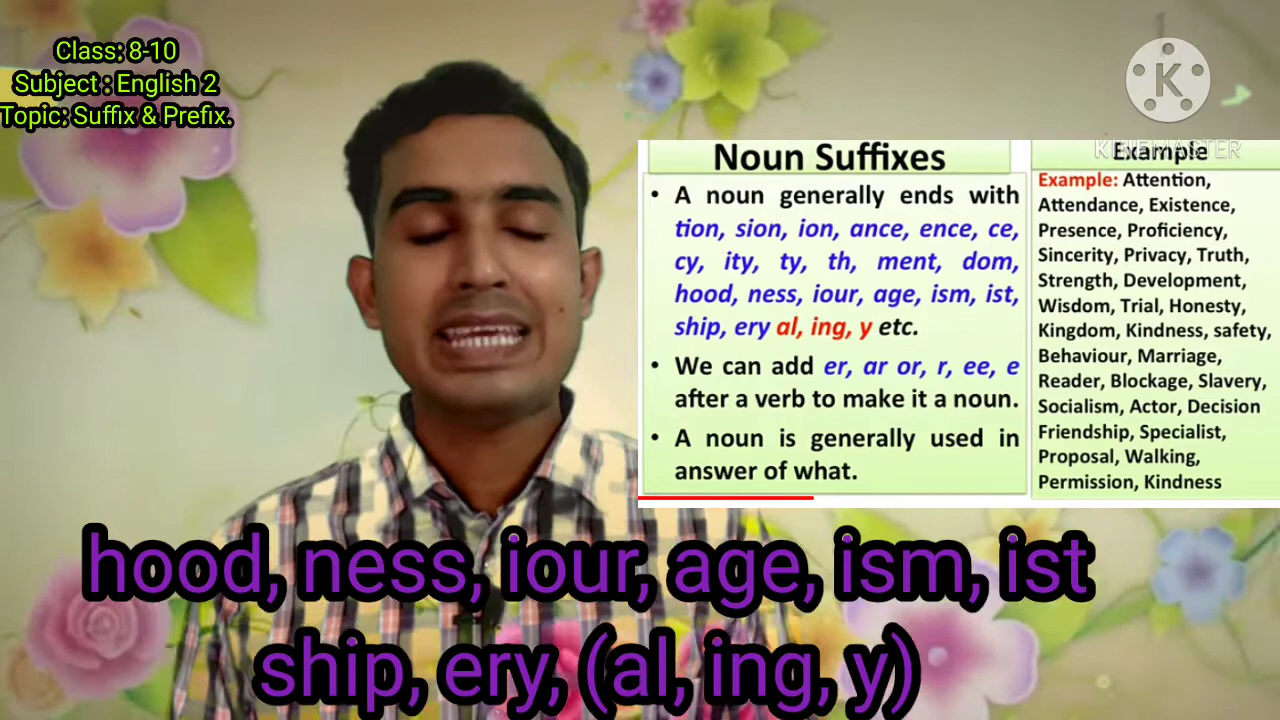 Class: 8-10
Subject : English 2
Topic: Suffix & Prefix.
K
KINEMASTER
Noun Suffixes
• A noun generally ends with
tion, sion, ion, ance, ence, ce,
cy, ity, ty, th, ment, dom,
hood, ness, iour, age, ism, ist,
ship, ery al, ing, y etc.
• We can add er, ar or, r, ee, e
after a verb to make it a noun.
• A noun is generally used in
answer of what.
Example
Example: Attention,
Attendance, Existence,
Presence, Proficiency,
Sincerity, Privacy, Truth,
Strength, Development,
Wisdom, Trial, Honesty,
Kingdom, Kindness, safety,
Behaviour, Marriage,
Reader, Blockage, Slavery,
Socialism, Actor, Decision
Friendship, Specialist,
Proposal, Walking,
Permission, Kindness
hood, ness, iour, age, ism, ist
ship, ery, (al, ing, y)